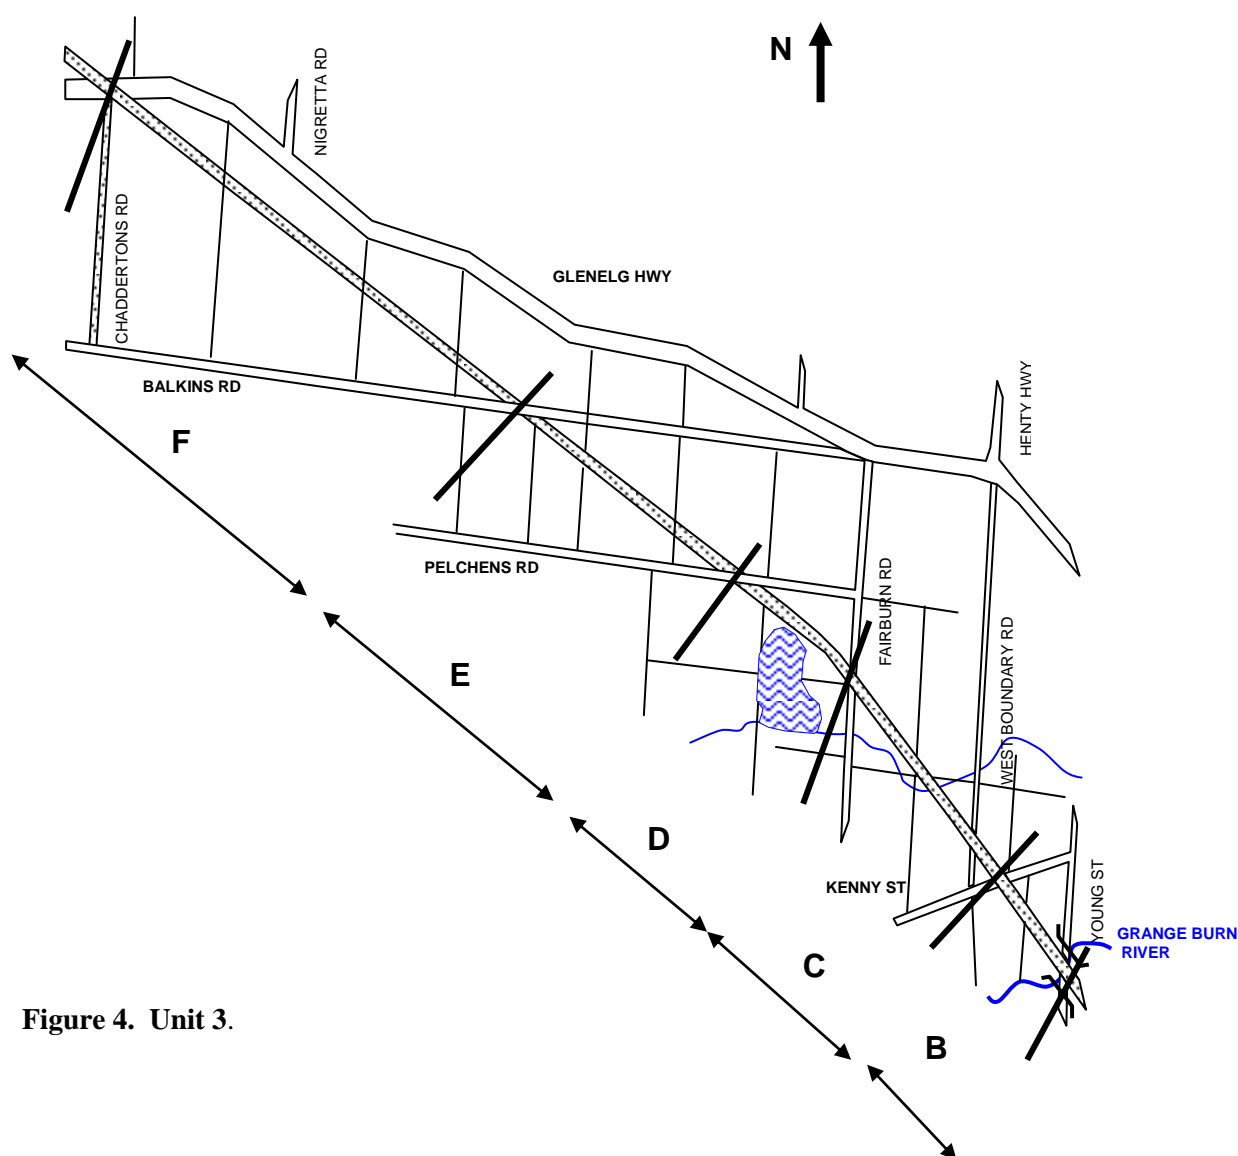 N
NIGRETTA RD
CHADDERTONS RD
GLENELG HWY
HENTY HWY
BALKINS RD
F
PELCHENS RD
FAIRBURN RD
WEST BOUNDARY RD
E
D
KENNY ST
YOUNG ST
GRANGE BURN
RIVER
C
B
Figure 4. Unit 3.